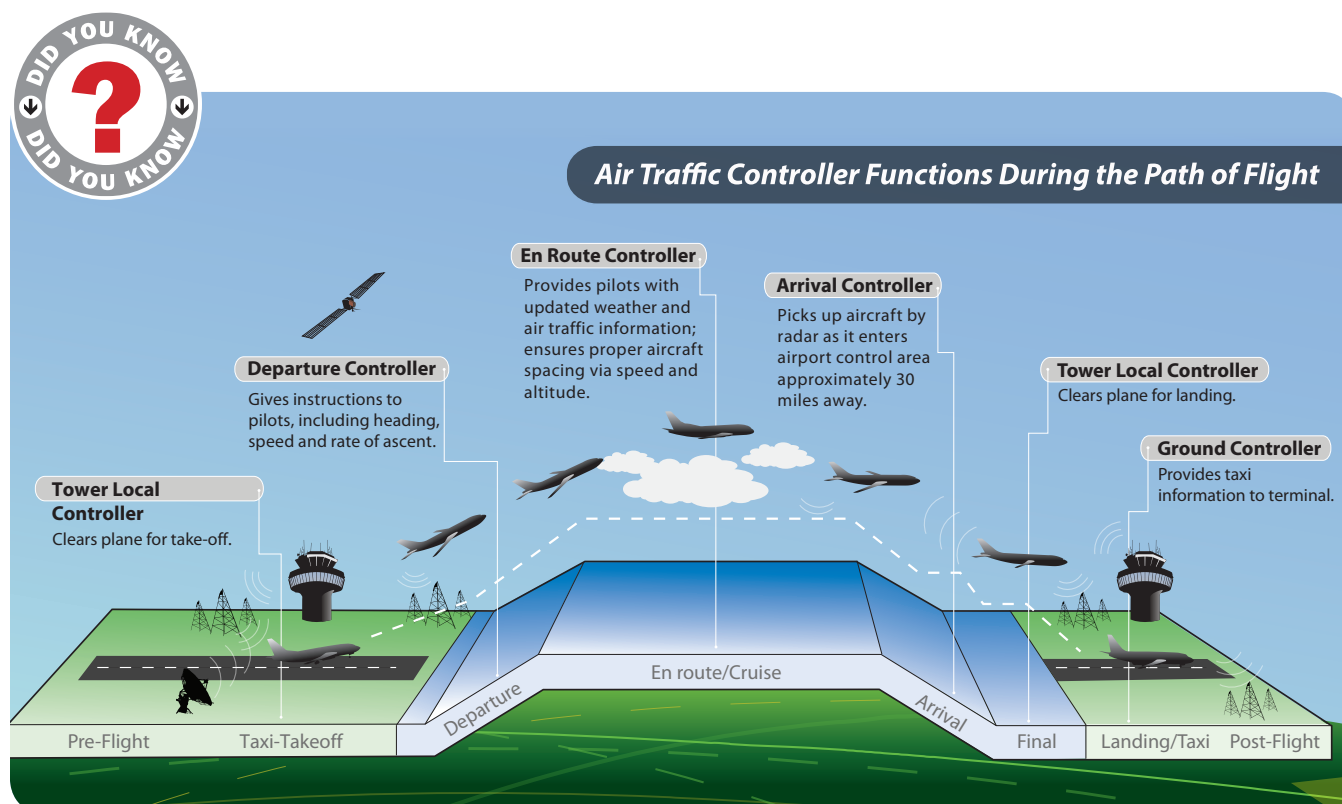 DID YOU KNOW
?
DID YOU KNOW
Air Traffic Controller Functions During the Path of Flight
En Route Controller
Provides pilots with
updated weather and
air traffic information;
ensures proper aircraft
spacing via speed and
altitude.
Arrival Controller
Picks up aircraft by
radar as it enters
airport control area
approximately 30
miles away.
Departure Controller
Gives instructions to
pilots, including heading,
speed and rate of ascent.
Tower Local Controller
Clears plane for landing.
Ground Controller
Provides taxi
information to terminal.
Tower Local
Controller
Clears plane for take-off.
Pre-Flight
Taxi-Takeoff
Departure
En route/Cruise
Arrival
Final
Landing/Taxi
Post-Flight